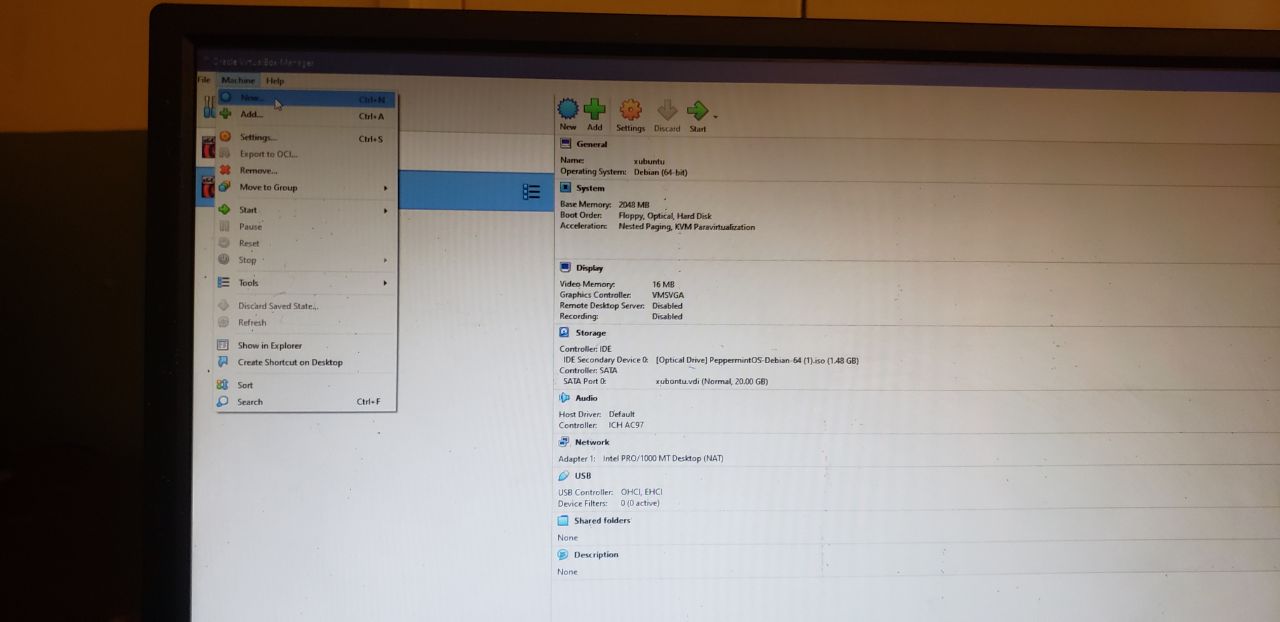 Oracle VirtualBox Manager
File Machine Help
New... Ctrl+N
Add... Ctrl+A
Settings... Ctrl+S
Export to OCI...
Remove...
Move to Group
Start
Pause
Reset
Stop
Tools
Discard Saved State...
Refresh
Show in Explorer
Create Shortcut on Desktop
Sort
Search Ctrl+F
New Add Settings Discard Start
General
Name: xubuntu
Operating System: Debian (64-bit)
System
Base Memory: 2048 MB
Boot Order: Floppy, Optical, Hard Disk
Acceleration: Nested Paging, KVM Paravirtualization
Display
Video Memory: 16 MB
Graphics Controller: VMSVGA
Remote Desktop Server: Disabled
Recording: Disabled
Storage
Controller: IDE
IDE Secondary Device 0: [Optical Drive] PeppermintOS-Debian-64 (1).iso (1.48 GB)
Controller: SATA
SATA Port 0: xubuntu.vdi (Normal, 20.00 GB)
Audio
Host Driver: Default
Controller: ICH AC97
Network
Adapter 1: Intel PRO/1000 MT Desktop (NAT)
USB
USB Controller: OHCI, EHCI
Device Filters: 0 (0 active)
Shared folders
None
Description
None